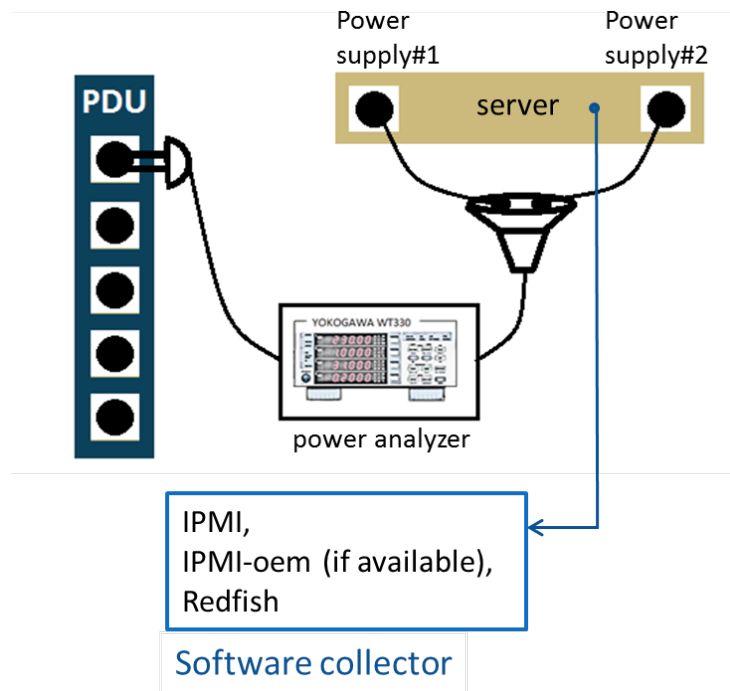 Power
supply#1
Power
supply#2
PDU
server
YOKOGAWA WT330
power analyzer
IPMI,
IPMI-oem (if available),
Redfish
Software collector